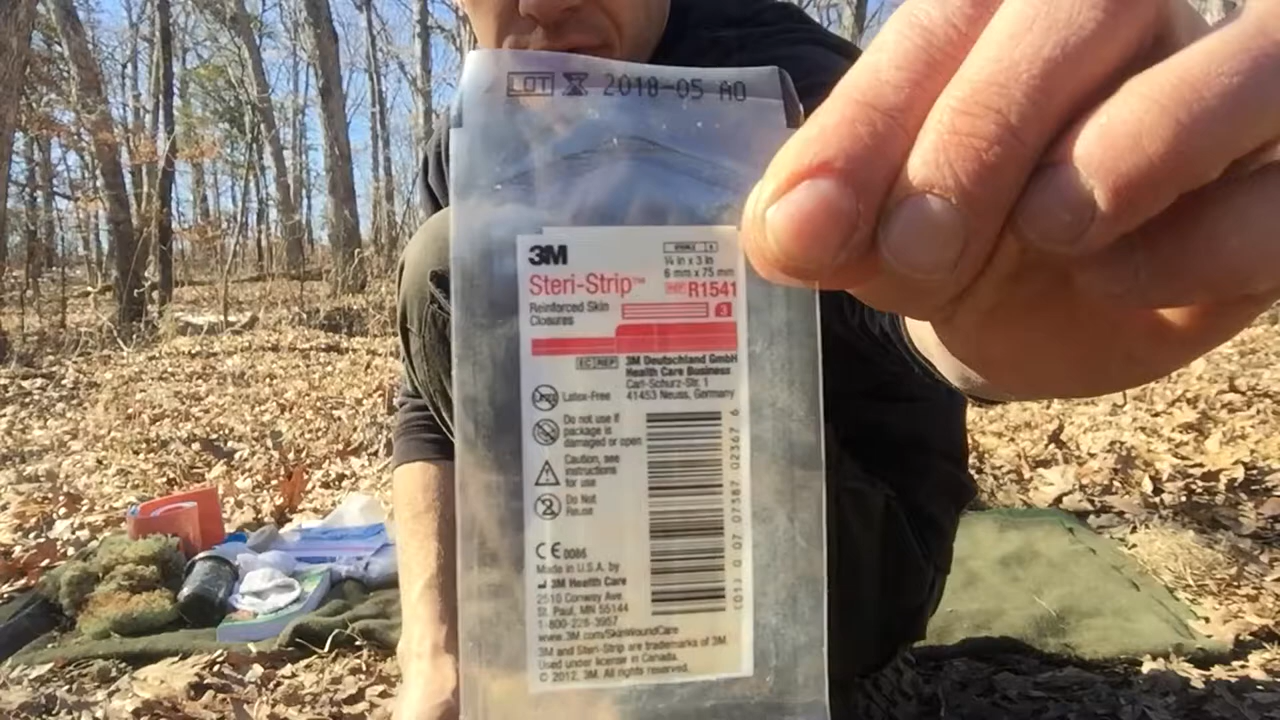 LOT 2018-05 AO
3M
STERILE
Steri-Strip™
Reinforced Skin
Closures
¼ in x 3 in
6 mm x 75 mm
REF R1541
3
EC REP
3M Deutschland GmbH
Health Care Business
Carl-Schurz-Str. 1
41453 Neuss, Germany
Latex-Free
Do not use if
package is
damaged or open
Caution, see
instructions
for use
Do Not
Reuse
CE 0086
Made in U.S.A. by
3M Health Care
2510 Conway Ave.
St. Paul, MN 55144
1-800-228-3957
www.3M.com/SkinWoundCare
3M and Steri-Strip are trademarks of 3M.
Used under license in Canada.
© 2012, 3M. All rights reserved.